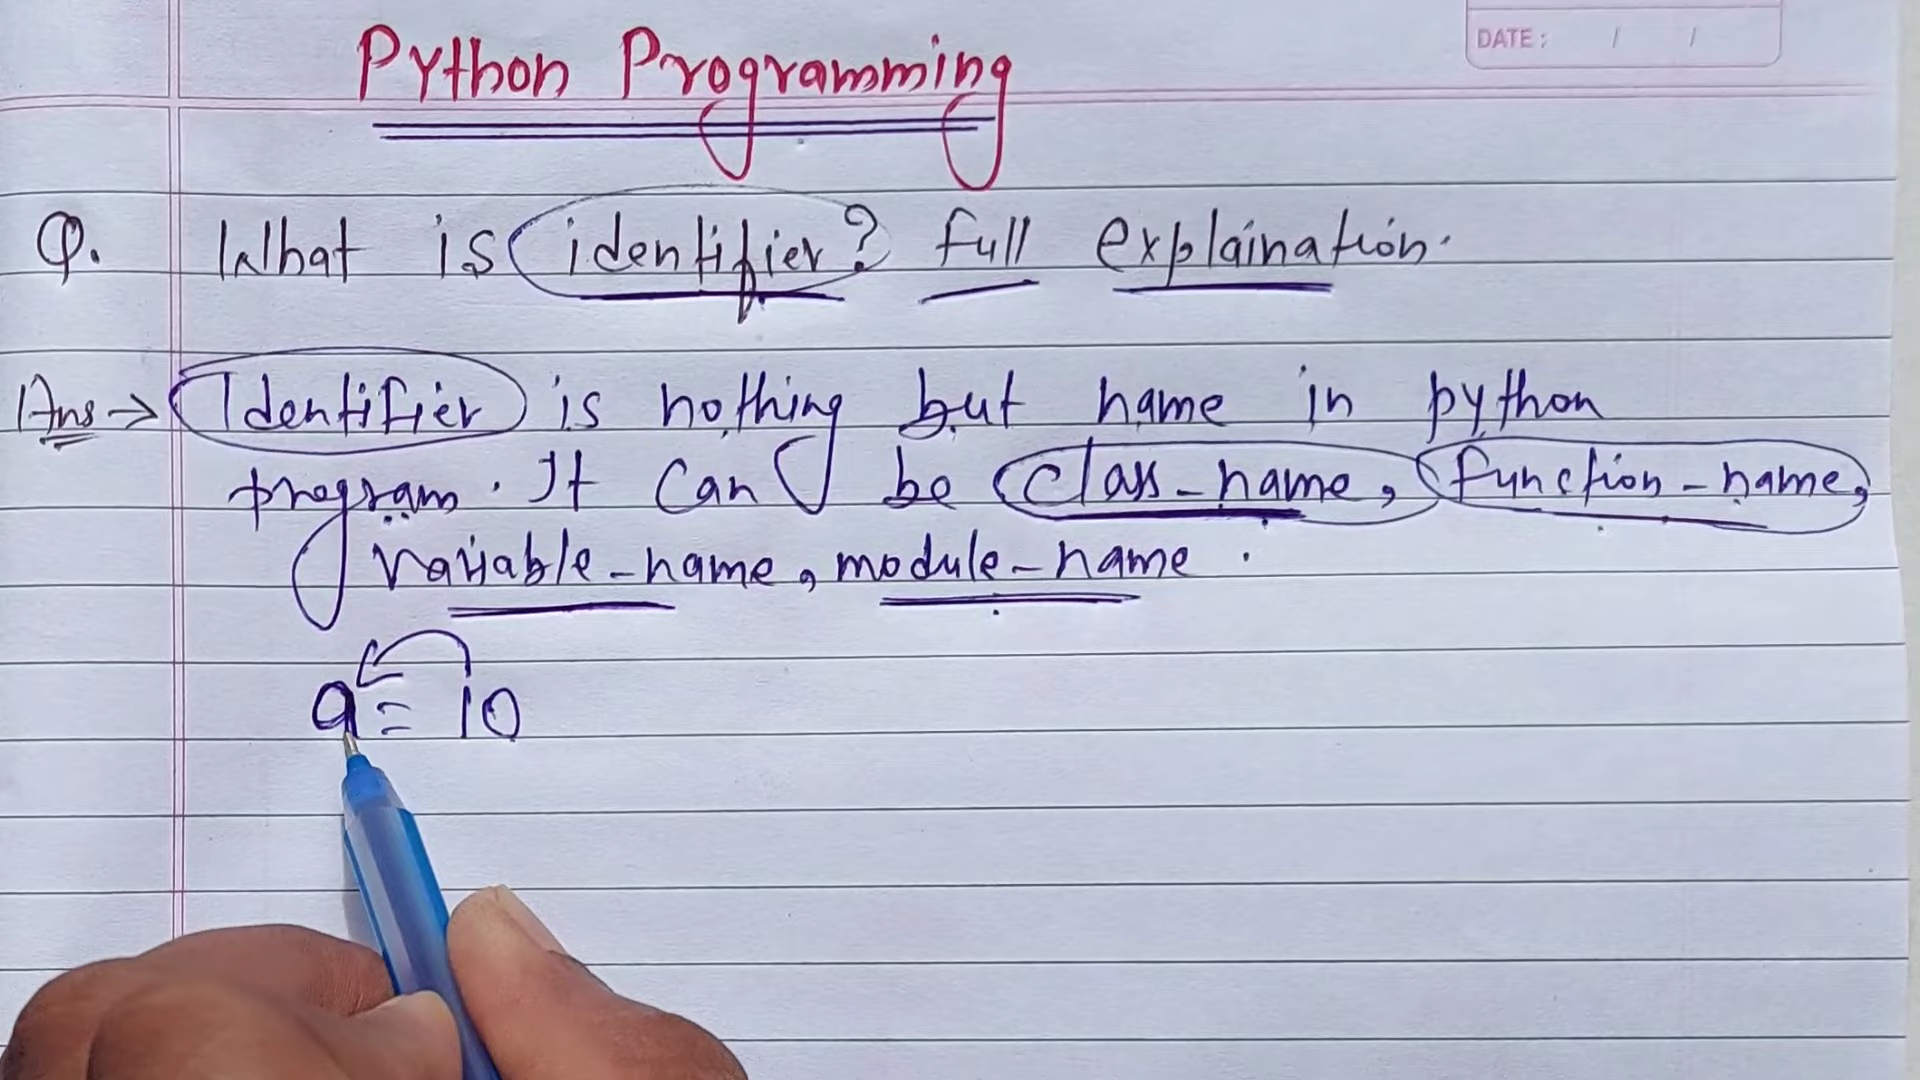 DATE: / /
Python Programming
Q. What is identifier? full explaination.
Ans → Identifier is nothing but name in python
program. It can be class_name, function_name,
variable_name, module_name.
a = 10